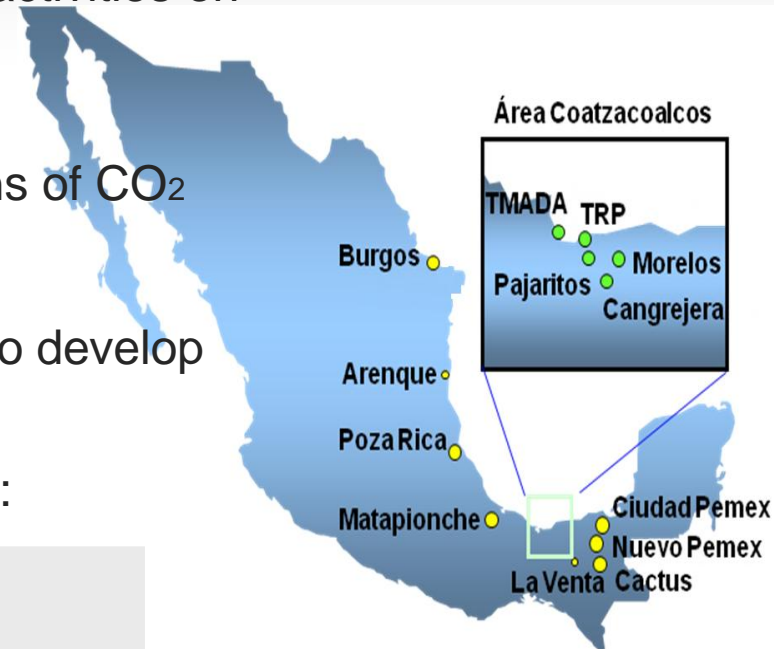 ns of CO2
o develop
:
Área Coatzacoalcos
TMADA
TRP
Morelos
Pajaritos
Cangrejera
Burgos
Arenque
Poza Rica
Matapionche
Ciudad Pemex
Nuevo Pemex
La Venta Cactus